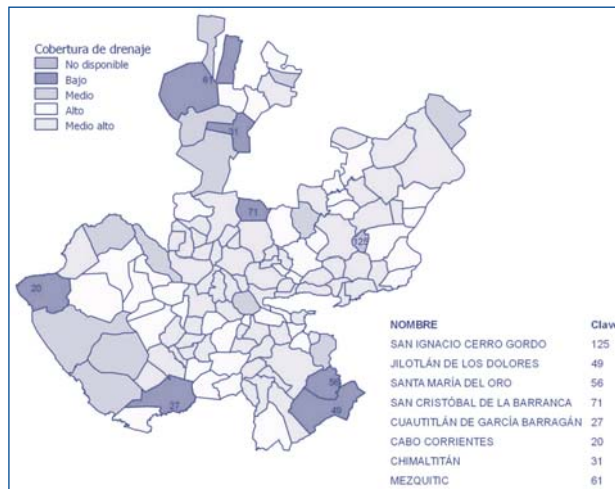 Cobertura de drenaje
No disponible
Bajo
Medio
Alto
Medio alto
61
31
71
125
20
27
56
49
NOMBRE Clave
SAN IGNACIO CERRO GORDO 125
JILOTLÁN DE LOS DOLORES 49
SANTA MARÍA DEL ORO 56
SAN CRISTÓBAL DE LA BARRANCA 71
CUAUTITLÁN DE GARCÍA BARRAGÁN 27
CABO CORRIENTES 20
CHIMALTITÁN 31
MEZQUITIC 61